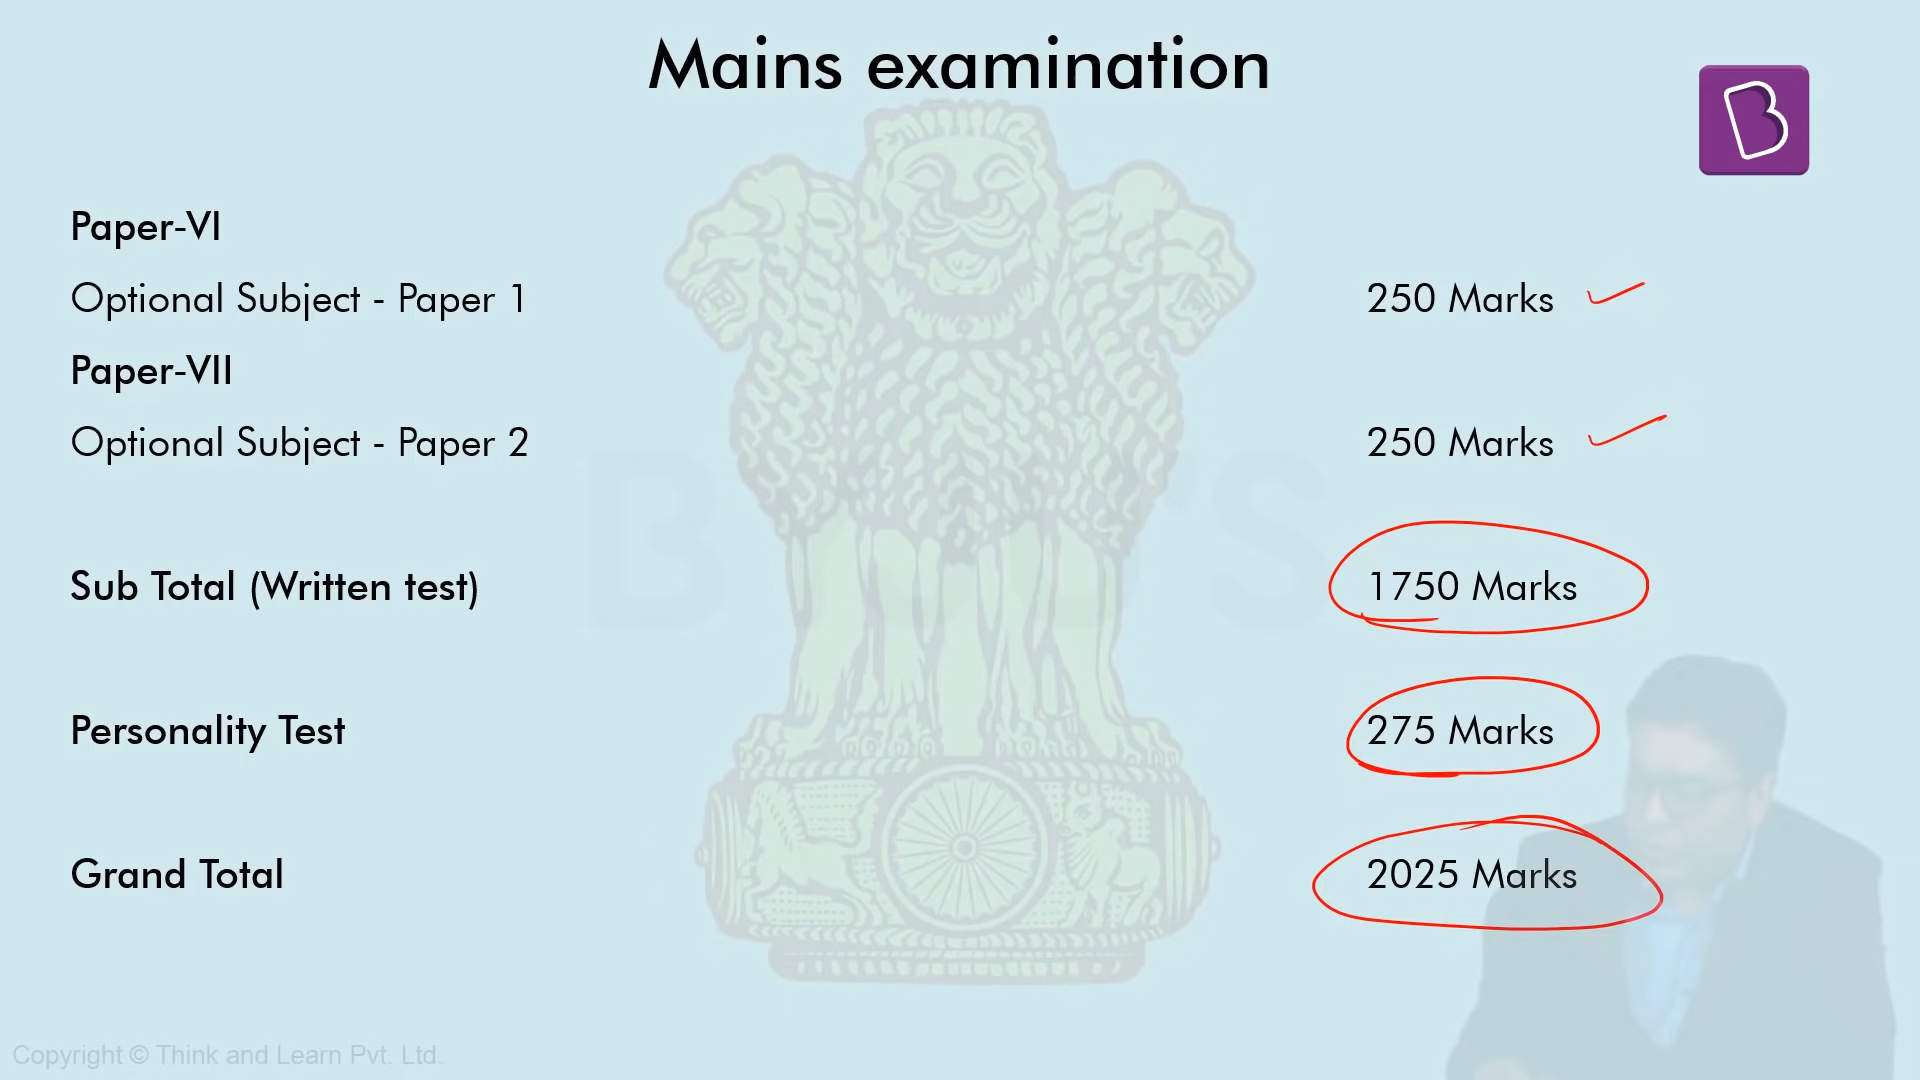 Mains examination
Paper-VI
Optional Subject - Paper 1 250 Marks
Paper-VII
Optional Subject - Paper 2 250 Marks
Sub Total (Written test) 1750 Marks
Personality Test 275 Marks
Grand Total 2025 Marks
Copyright © Think and Learn Pvt. Ltd.